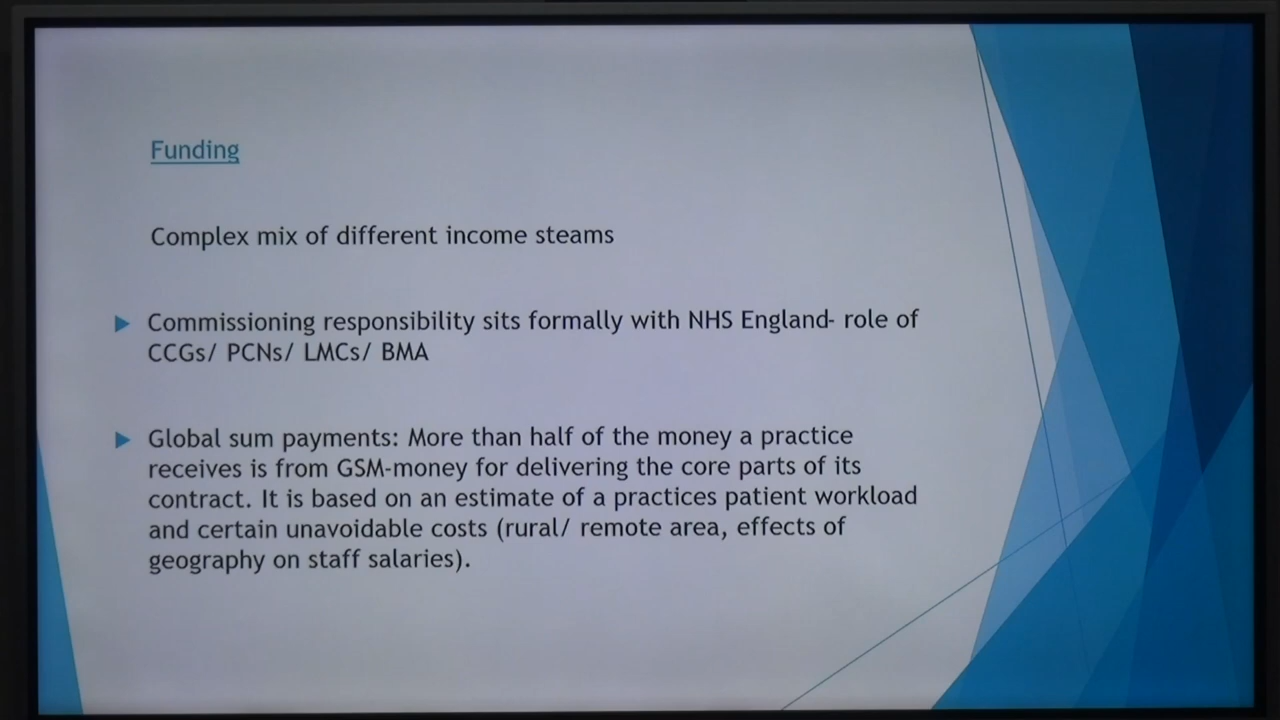 Funding
Complex mix of different income steams
Commissioning responsibility sits formally with NHS England- role of
CCGs/ PCNs/ LMCs/ BMA
Global sum payments: More than half of the money a practice
receives is from GSM-money for delivering the core parts of its
contract. It is based on an estimate of a practices patient workload
and certain unavoidable costs (rural/ remote area, effects of
geography on staff salaries).